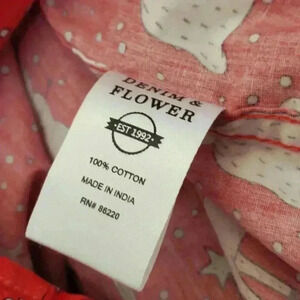 DENIM &
FLOWER
EST 1992
100% COTTON
MADE IN INDIA
RN# 86220